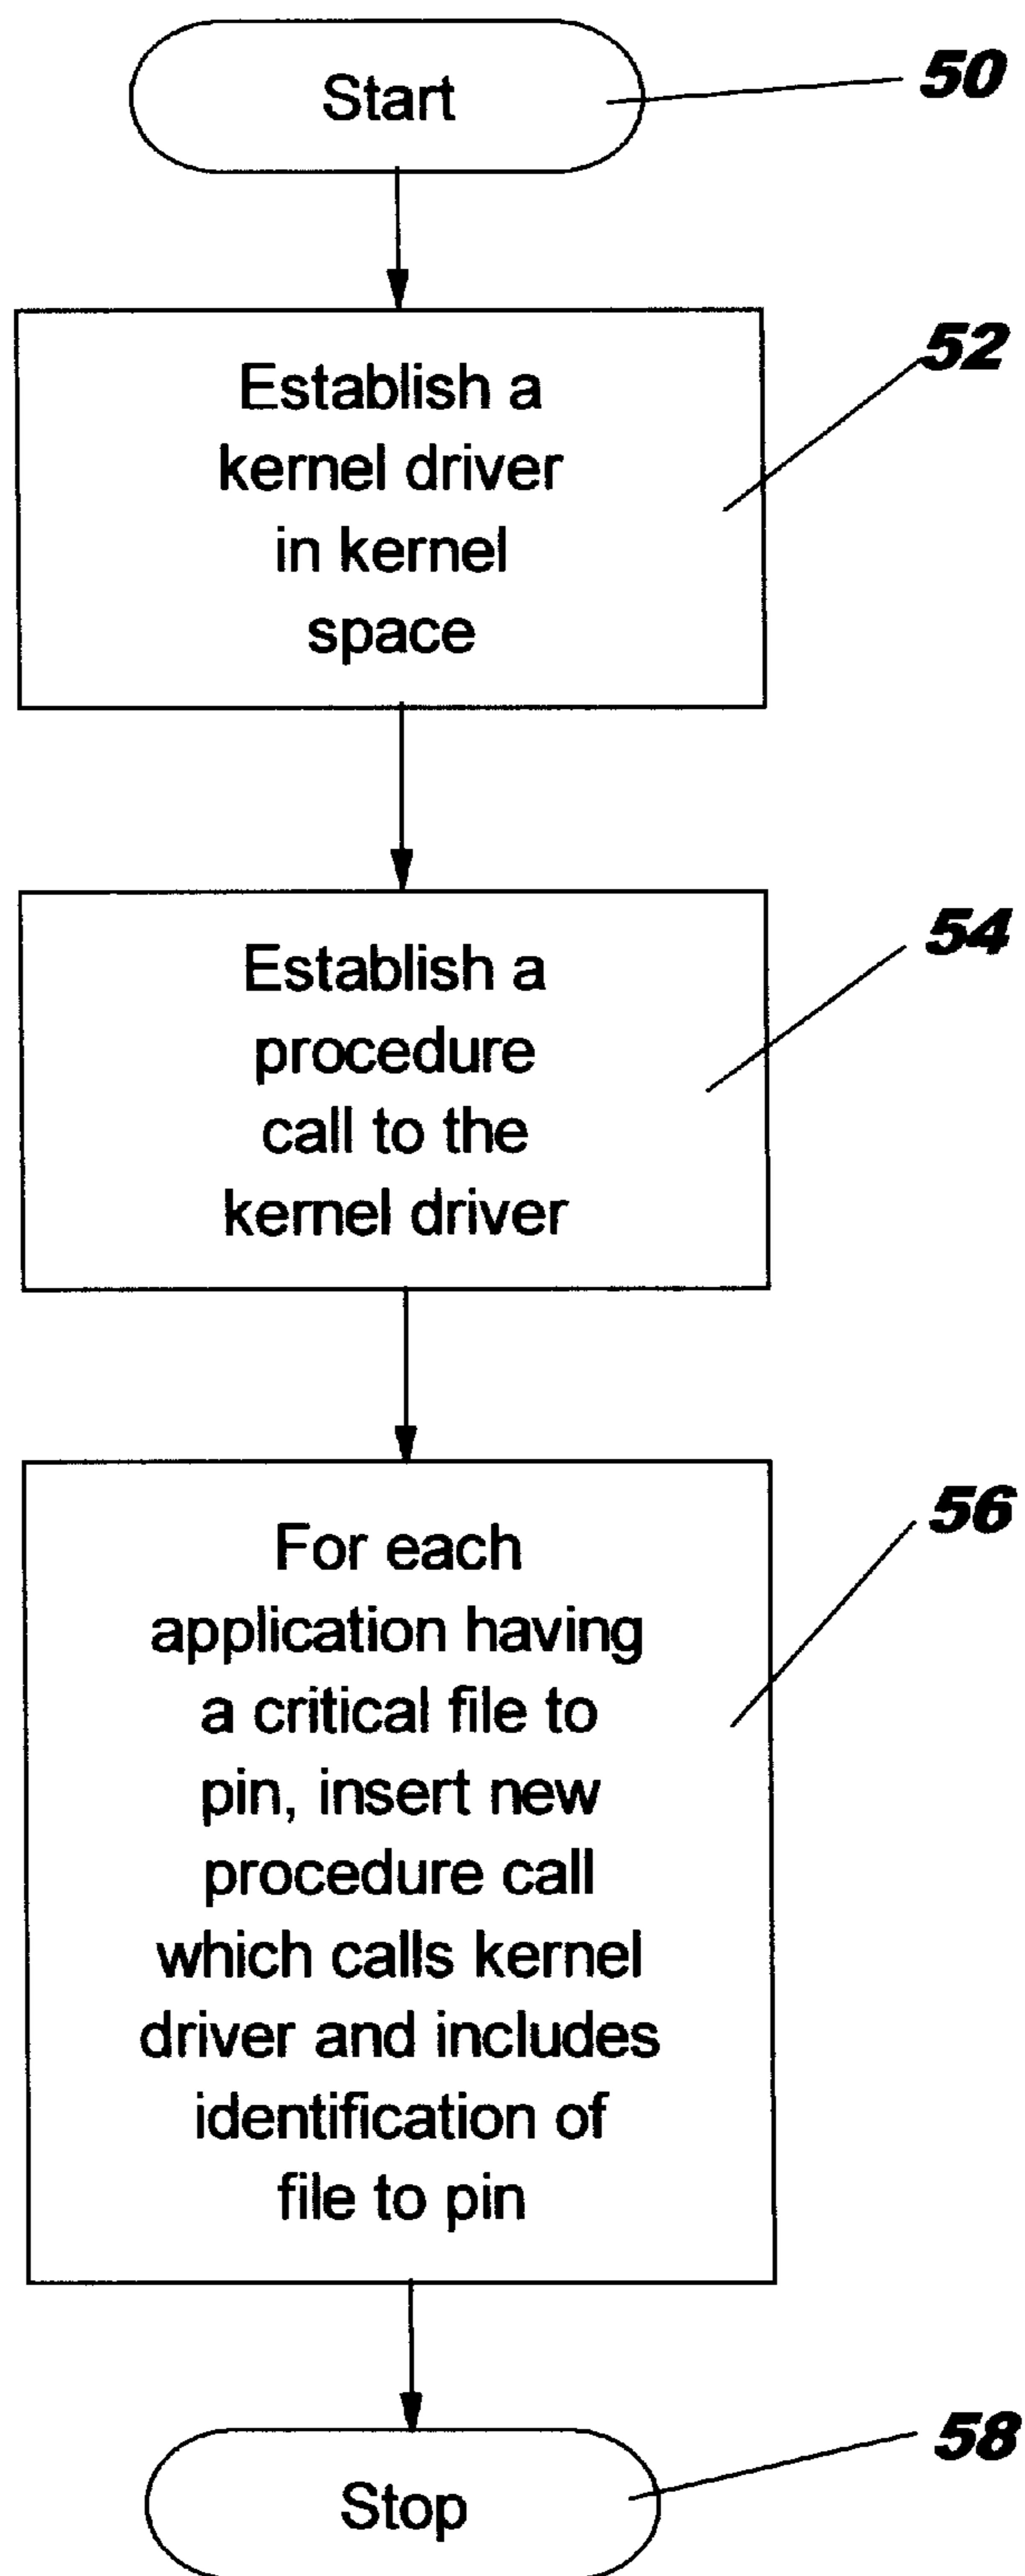 Start
50
Establish a
kernel driver
in kernel
space
52
Establish a
procedure
call to the
kernel driver
54
For each
application having
a critical file to
pin, insert new
procedure call
which calls kernel
driver and includes
identification of
file to pin
56
Stop
58